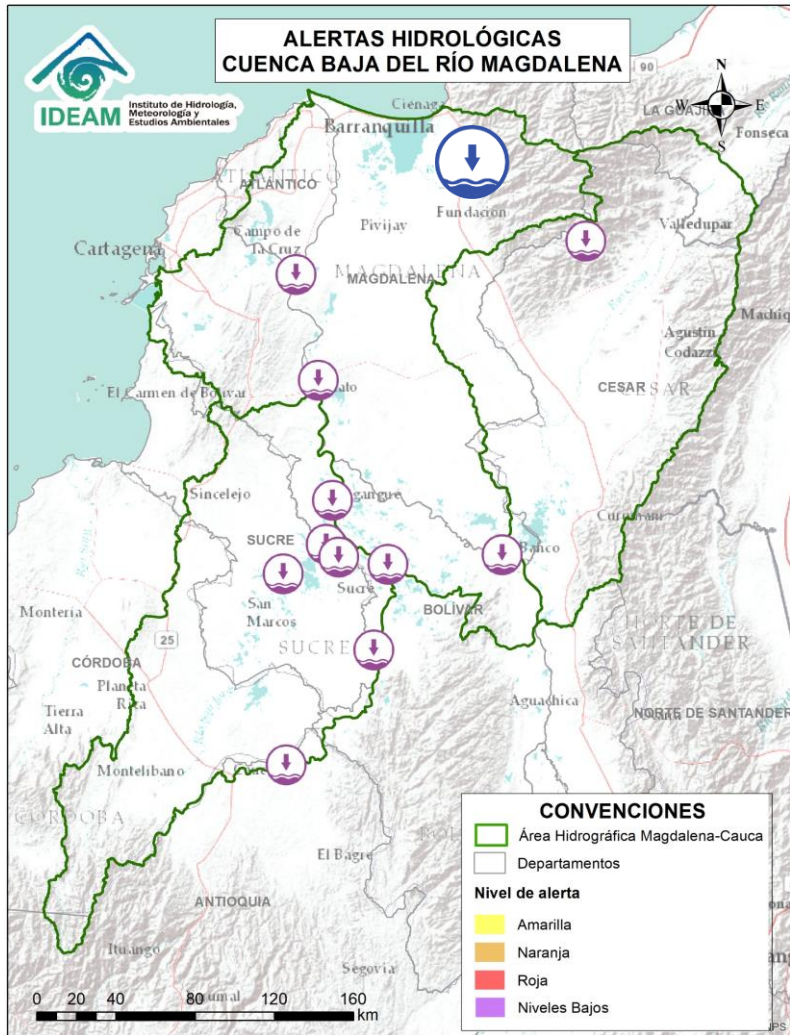 ALERTAS HIDROLÓGICAS
CUENCA BAJA DEL RÍO MAGDALENA
IDEAM
Instituto de Hidrología,
Meteorología y
Estudios Ambientales
N
W
E
S
90
Ciénaga
LA GUAJIRA
Barranquilla
Fonseca
ATLÁNTICO
ATLANTICO
Fundación
Pivijay
Valledupar
Campo de
la Cruz
Cartagena
MAGDALENA
MAGDALENA
Agustín
Codazzi
CESAR
CESAR
El Carmen de Bolívar
Sincelejo
gangue
Curumaní
SUCRE
Banco
Sucre
San
Marcos
BOLÍVAR
Montería
SUCRE
NORTE DE
SANTANDER
25
CÓRDOBA
Planeta
Rica
Tierra
Alta
Aguachica
NORTE DE SANTANDER
Montelíbano
CÓRDOBA
El Bagre
ANTIOQUIA
Ituango
Segovia
CONVENCIONES
Área Hidrográfica Magdalena-Cauca
Departamentos
Nivel de alerta
Amarilla
Naranja
Roja
Niveles Bajos
0 10 20 40 80 120 160
km